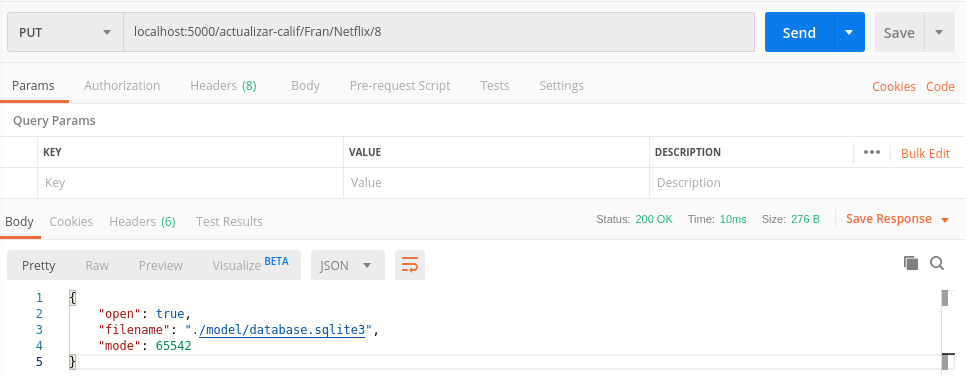 PUT localhost:5000/actualizar-calif/Fran/Netflix/8 Send Save
Params Authorization Headers (8) Body Pre-request Script Tests Settings Cookies Code
Query Params
KEY VALUE DESCRIPTION ••• Bulk Edit
Key Value Description
Body Cookies Headers (6) Test Results Status: 200 OK Time: 10ms Size: 276 B Save Response
Pretty Raw Preview Visualize BETA JSON
1 {
2 "open": true,
3 "filename": "./model/database.sqlite3",
4 "mode": 65542
5 }